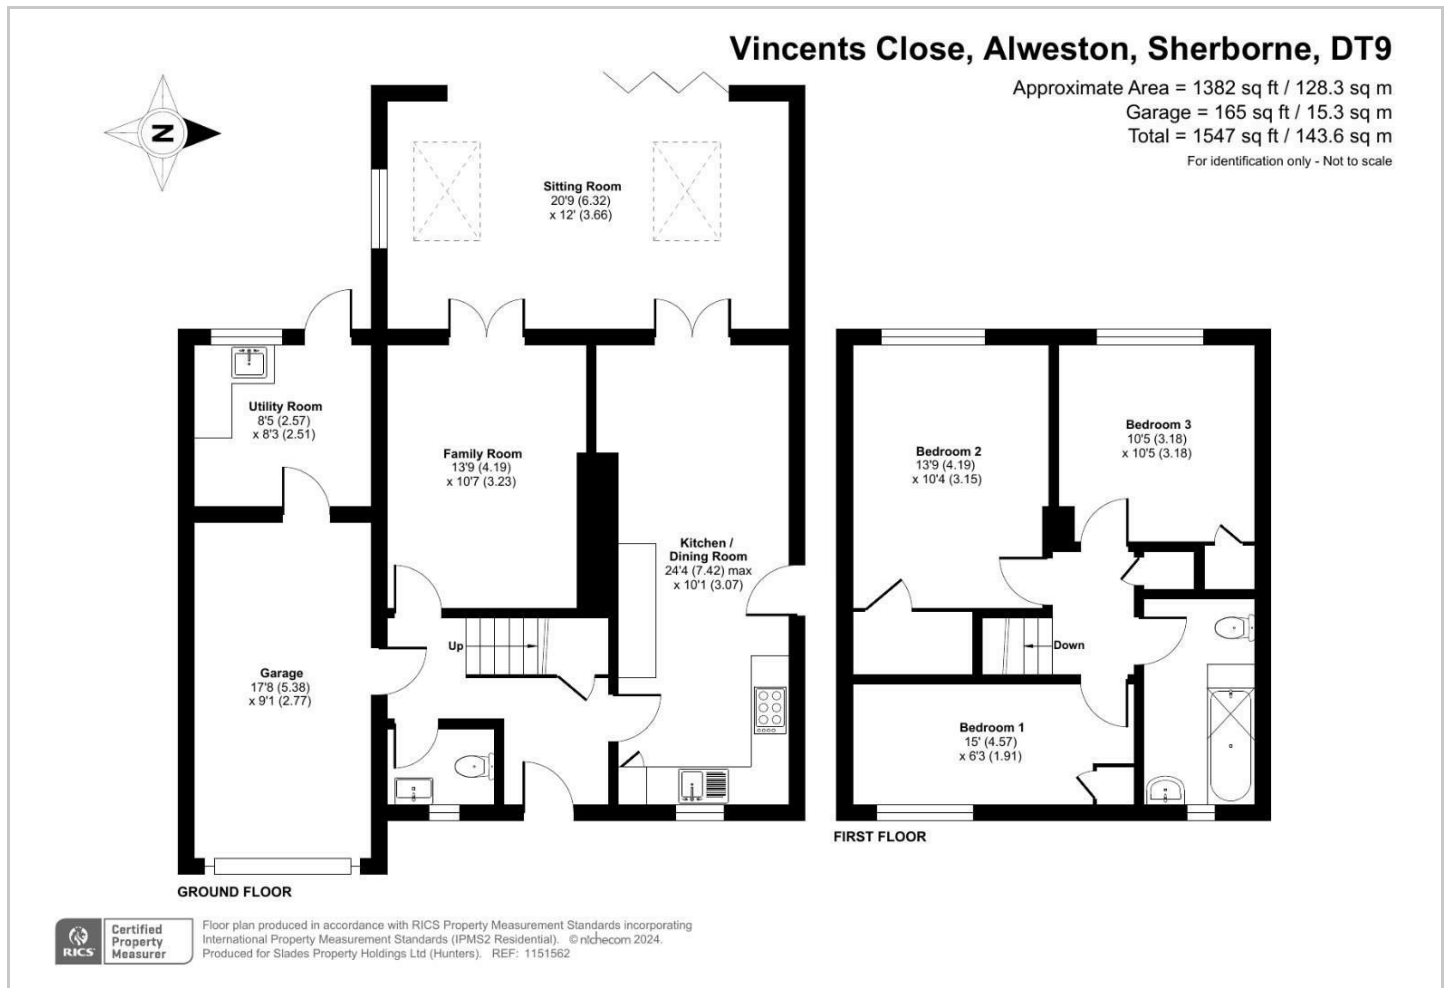 Vincents Close, Alweston, Sherborne, DT9
Approximate Area = 1382 sq ft / 128.3 sq m
Garage = 165 sq ft / 15.3 sq m
Total = 1547 sq ft / 143.6 sq m
For identification only - Not to scale
N
Sitting Room
20'9 (6.32)
x 12' (3.66)
Utility Room
8'5 (2.57)
x 8'3 (2.51)
Family Room
13'9 (4.19)
x 10'7 (3.23)
Kitchen /
Dining Room
24'4 (7.42) max
x 10'1 (3.07)
Up
Garage
17'8 (5.38)
x 9'1 (2.77)
GROUND FLOOR
Bedroom 2
13'9 (4.19)
x 10'4 (3.15)
Bedroom 3
10'5 (3.18)
x 10'5 (3.18)
Down
Bedroom 1
15' (4.57)
x 6'3 (1.91)
FIRST FLOOR
RICS
Certified
Property
Measurer
Floor plan produced in accordance with RICS Property Measurement Standards incorporating
International Property Measurement Standards (IPMS2 Residential). © nichecom 2024.
Produced for Slades Property Holdings Ltd (Hunters). REF: 1151562